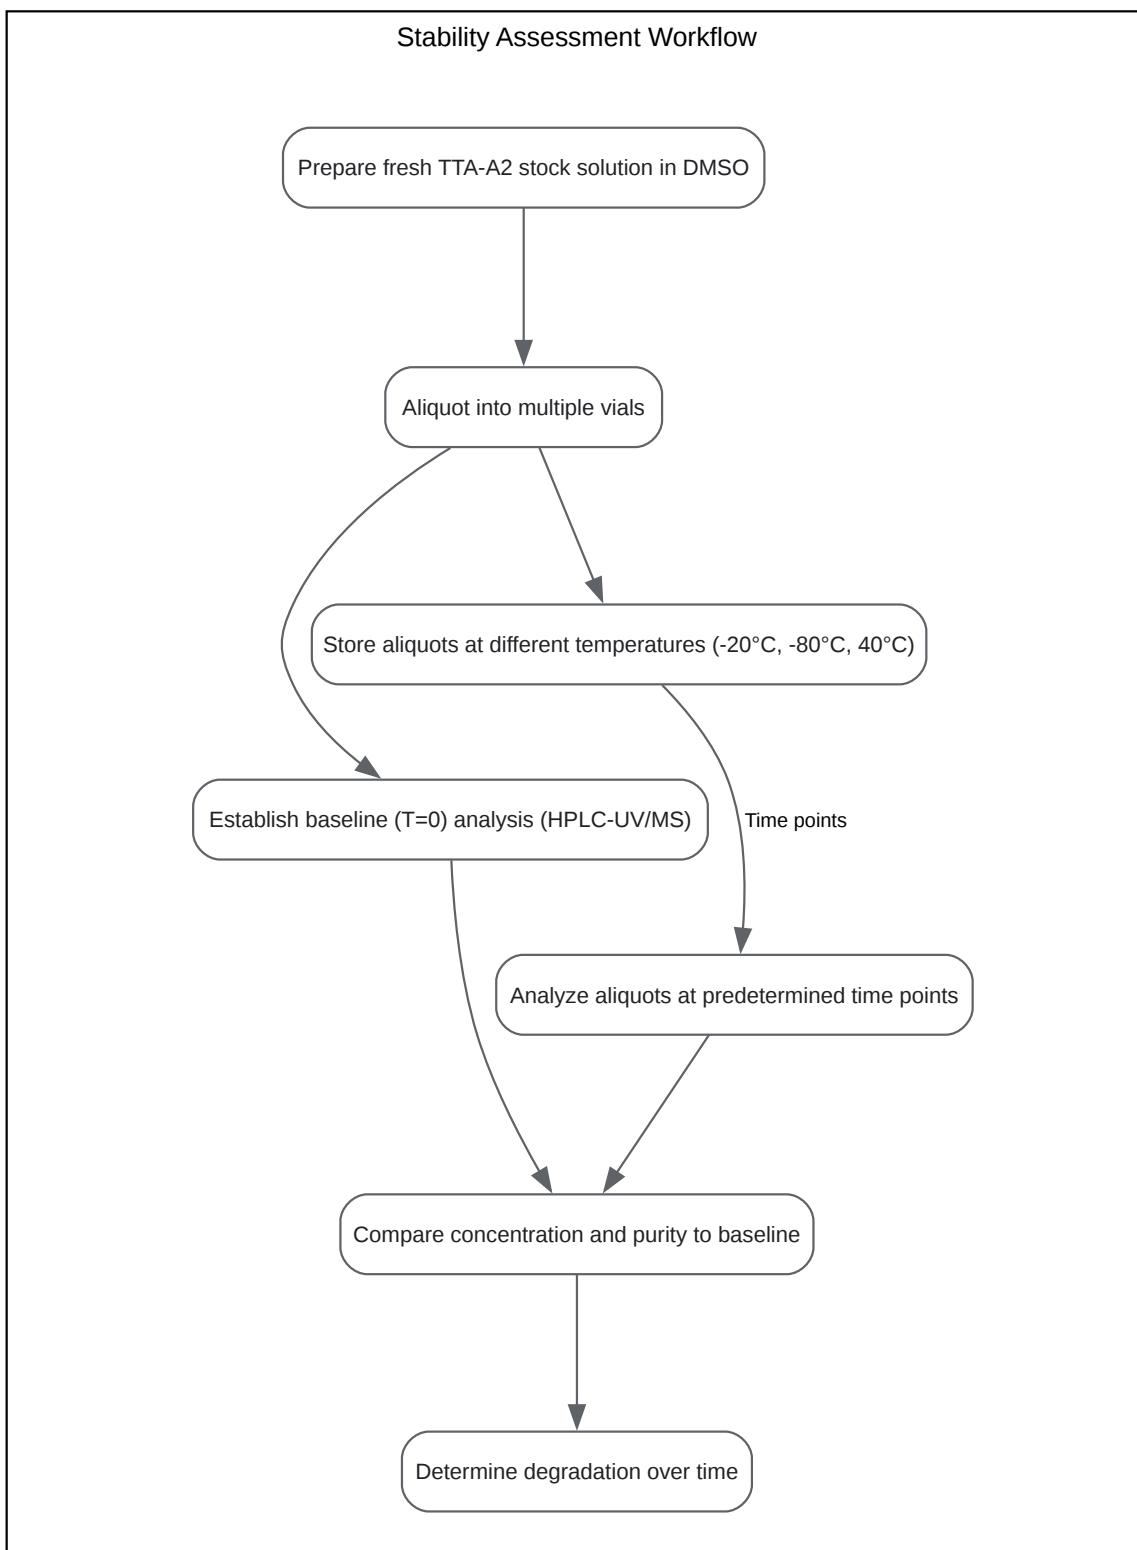 Stability Assessment Workflow
Prepare fresh TTA-A2 stock solution in DMSO
Aliquot into multiple vials
Store aliquots at different temperatures (-20°C, -80°C, 40°C)
Establish baseline (T=0) analysis (HPLC-UV/MS)
Time points
Analyze aliquots at predetermined time points
Compare concentration and purity to baseline
Determine degradation over time